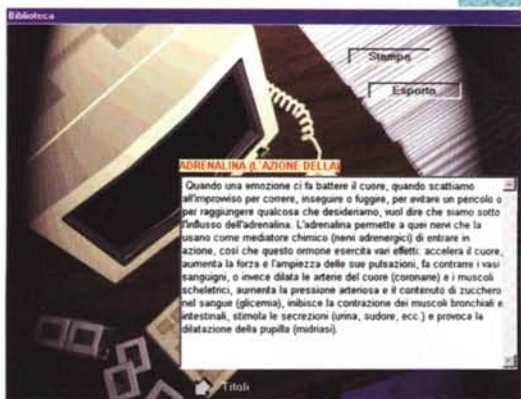 Biblioteca
Stampa
Esporta
ADRENALINA (L'AZIONE DELLA)
Quando una emozione ci fa battere il cuore, quando scattiamo
all'improvviso per correre, inseguire o fuggire, per evitare un pericolo o
per raggiungere qualcosa che desideriamo, vuol dire che siamo sotto
l'influsso dell'adrenalina. L'adrenalina permette a quei nervi che la
usano come mediatore chimico (nervi adrenergici) di entrare in
azione, così che questo ormone esercita vari effetti: accelera il cuore,
aumenta la forza e l'ampiezza delle sue pulsazioni, fa contrarre i vasi
sanguigni, o invece dilata le arterie del cuore (coronarie) e i muscoli
scheletrici, aumenta la pressione arteriosa e il contenuto di zucchero
nel sangue (glicemia), inibisce la contrazione dei muscoli bronchiali e
intestinali, stimola le secrezioni (urina, sudore, ecc.) e provoca la
dilatazione della pupilla (midriasi).
Titoli